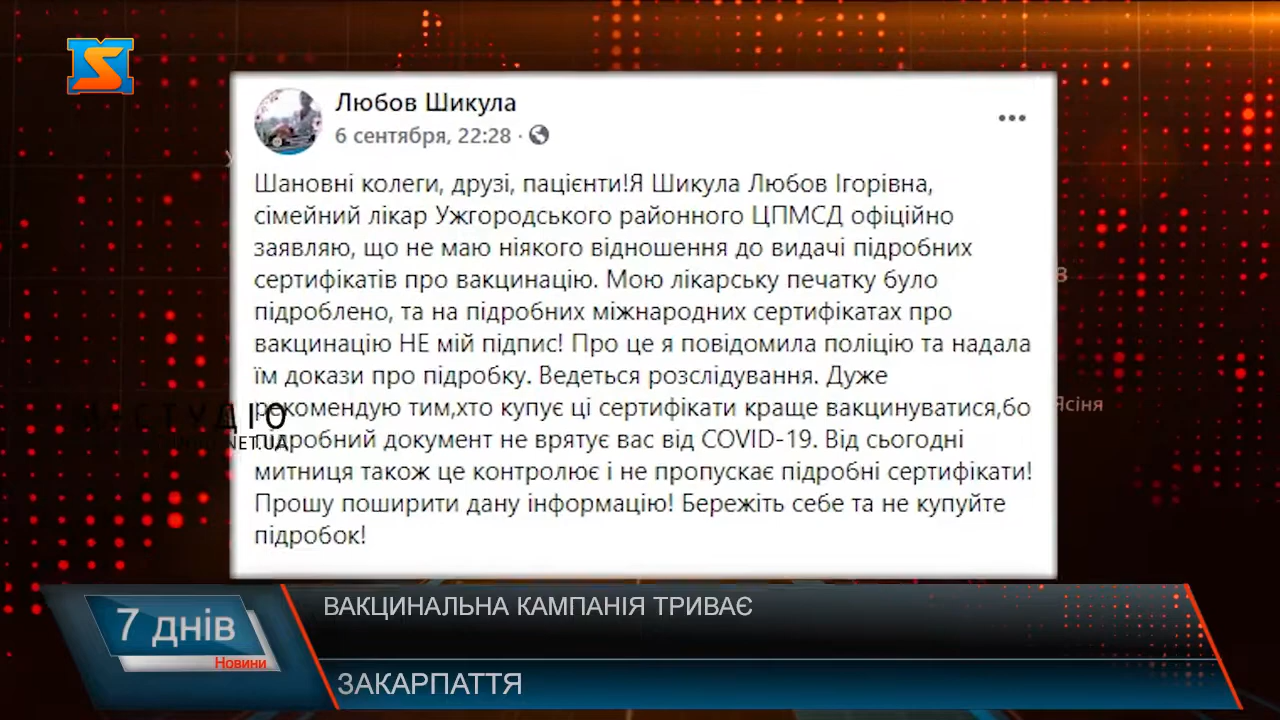 Любов Шикула
6 сентября, 22:28 ·
Шановні колеги, друзі, пацієнти!Я Шикула Любов Ігорівна,
сімейний лікар Ужгородського районного ЦПМСД офіційно
заявляю, що не маю ніякого відношення до видачі підробних
сертифікатів про вакцинацію. Мою лікарську печатку було
підроблено, та на підробних міжнародних сертифікатах про
вакцинацію НЕ мій підпис! Про це я повідомила поліцію та надала
їм докази про підробку. Ведеться розслідування. Дуже
рекомендую тим,хто купує ці сертифікати краще вакцинуватися,бо
підробний документ не врятує вас від COVID-19. Від сьогодні
митниця також це контролює і не пропускає підробні сертифікати!
Прошу поширити дану інформацію! Бережіть себе та не купуйте
підробок!
СТУДІО
NET.UA
Ясіня
7 днів
Новини
ВАКЦИНАЛЬНА КАМПАНІЯ ТРИВАЄ
ЗАКАРПАТТЯ